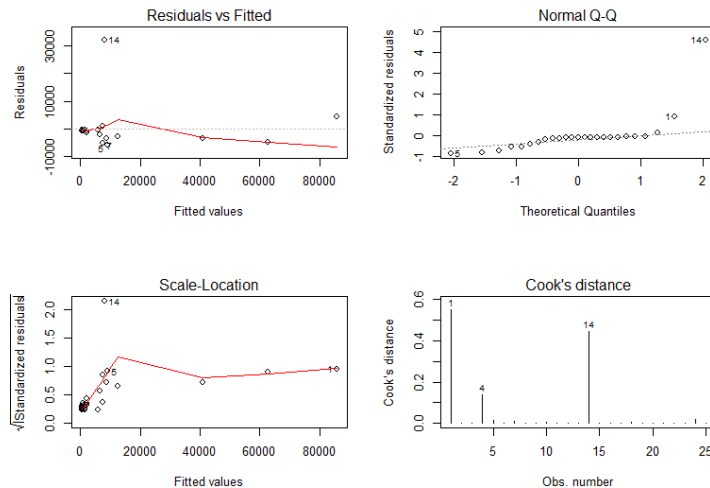 Residuals vs Fitted
Residuals
30000
10000
-10000
14
5
7
0 20000 40000 60000 80000
Fitted values
Normal Q-Q
Standardized residuals
5
4
3
2
1
0
-1
14
1
5
-2 -1 0 1 2
Theoretical Quantiles
Scale-Location
√|Standardized residuals
2.0
1.5
1.0
0.5
0.0
14
5
1
0 20000 40000 60000 80000
Fitted values
Cook's distance
Cook's distance
0.6
0.4
0.2
0.0
1
14
4
5 10 15 20 25
Obs. number